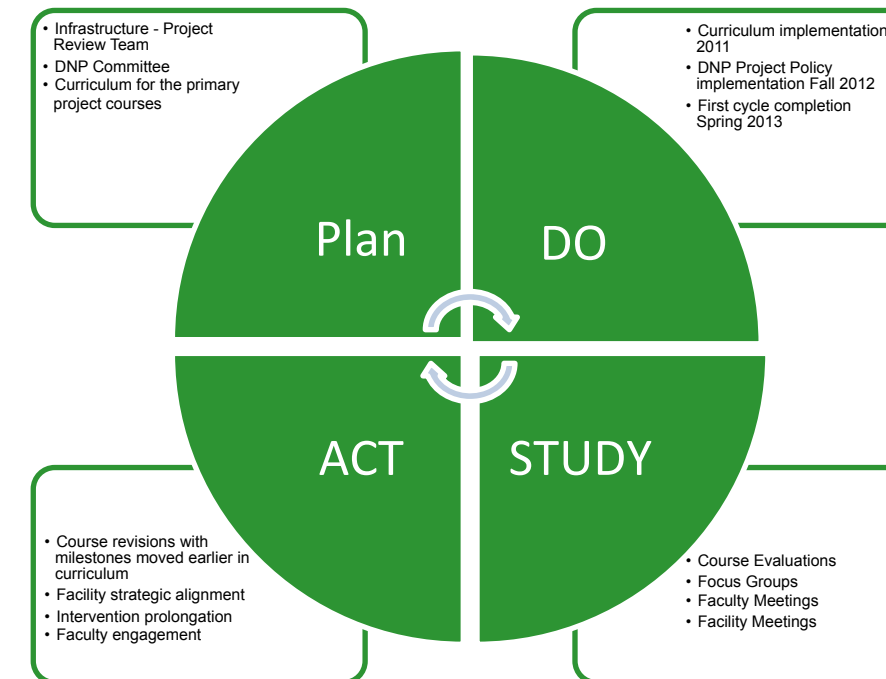 • Infrastructure - Project
Review Team
• DNP Committee
• Curriculum for the primary
project courses
• Curriculum implementation
2011
• DNP Project Policy
implementation Fall 2012
• First cycle completion
Spring 2013
Plan
DO
ACT
STUDY
• Course revisions with
milestones moved earlier in
curriculum
• Facility strategic alignment
• Intervention prolongation
• Faculty engagement
• Course Evaluations
• Focus Groups
• Faculty Meetings
• Facility Meetings